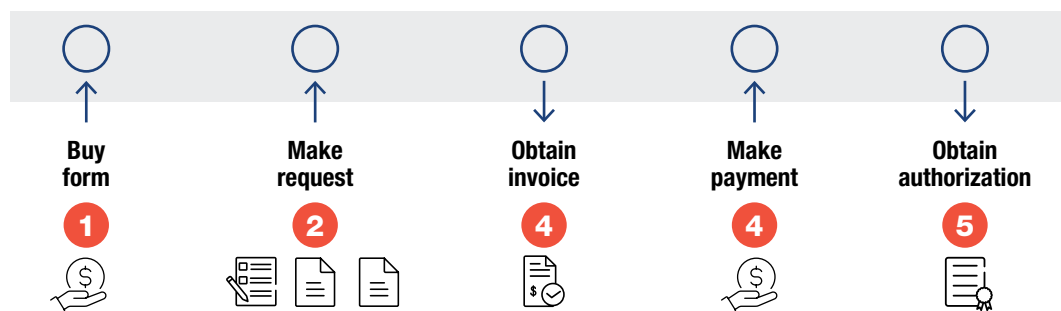 Buy
form
Make
request
Obtain
invoice
Make
payment
Obtain
authorization
1
2
4
4
5
$
$
$